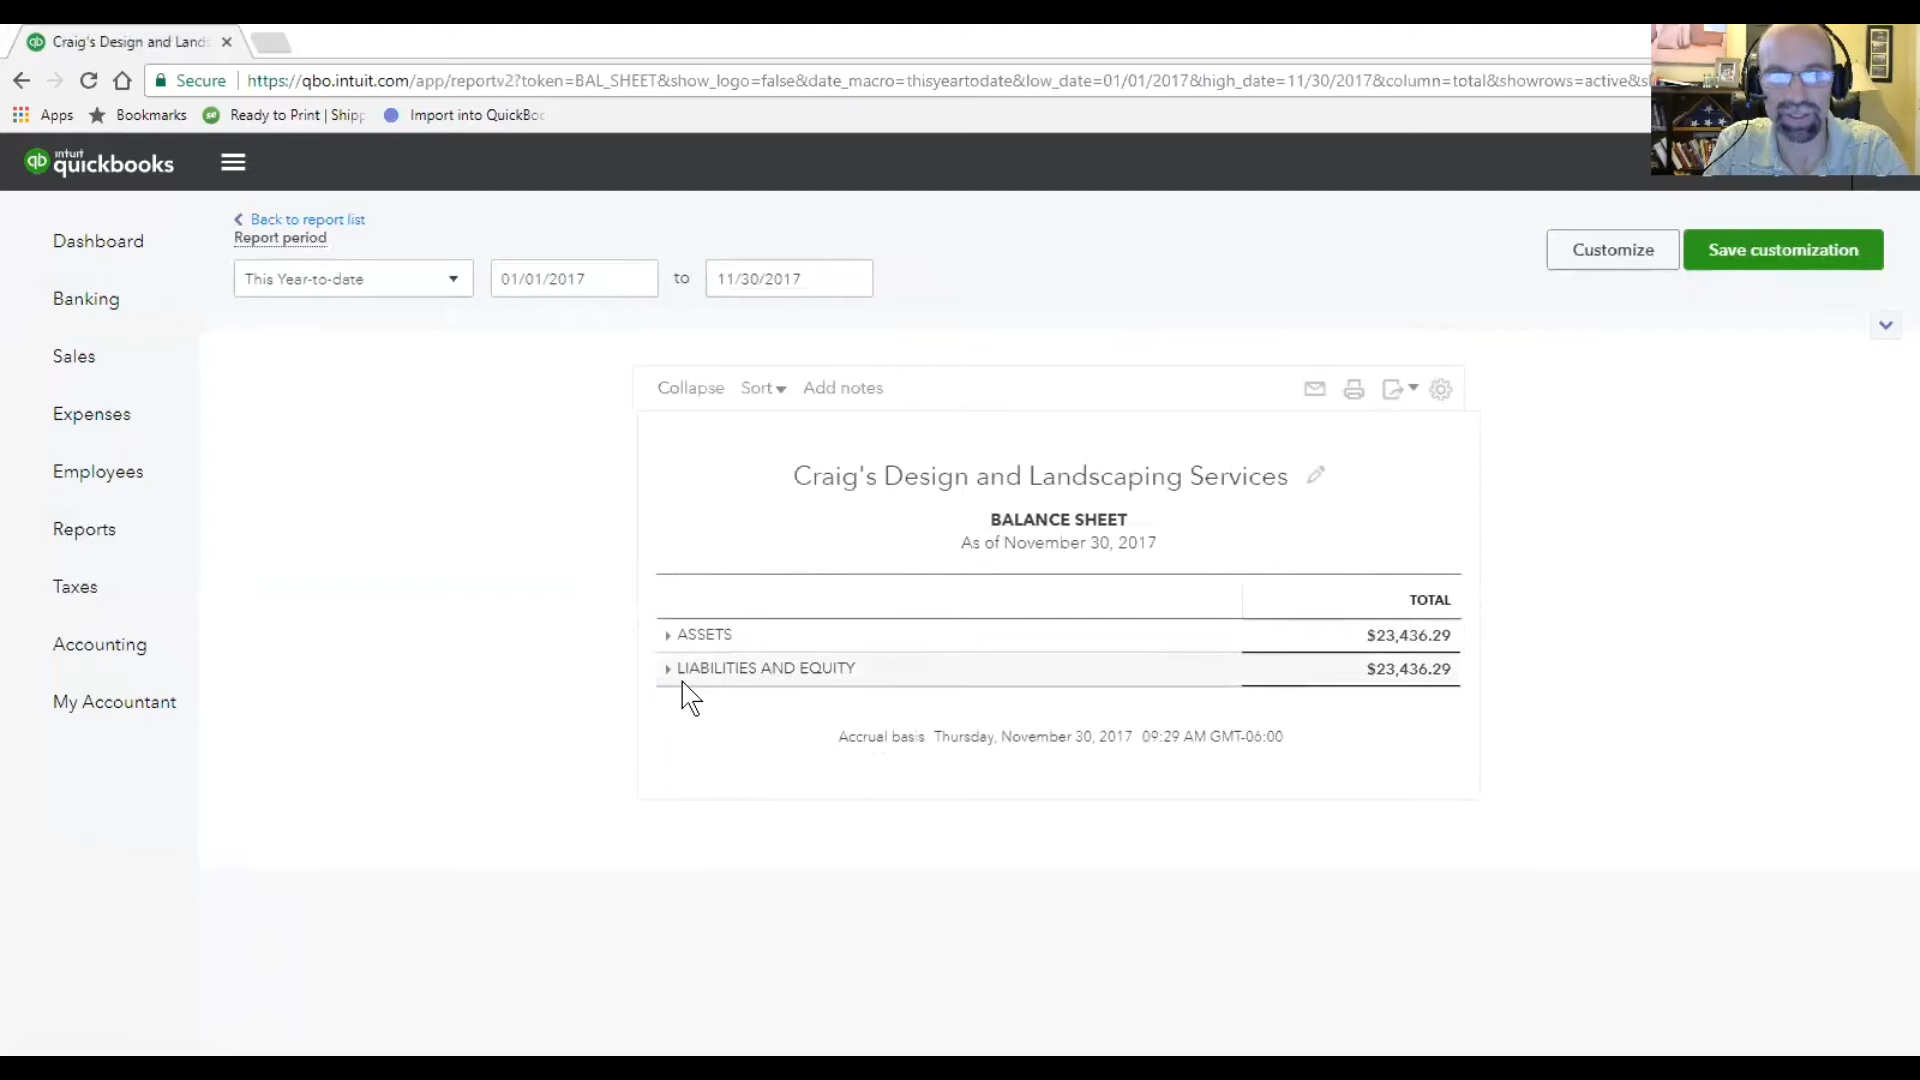 Craig's Design and Lands
Secure
https://qbo.intuit.com/app/reportv2?token=BAL_SHEET&show_logo=false&date_macro=thisyeartodate&low_date=01/01/2017&high_date=11/30/2017&column=total&showrows=active&s
Apps
Bookmarks
Ready to Print | Ship
Import into QuickBo
qb intuit quickbooks
Back to report list
Report period
This Year-to-date
01/01/2017
to
11/30/2017
Customize
Save customization
Dashboard
Banking
Sales
Expenses
Employees
Reports
Taxes
Accounting
My Accountant
Collapse
Sort
Add notes
Craig's Design and Landscaping Services
BALANCE SHEET
As of November 30, 2017
TOTAL
ASSETS
$23,436.29
LIABILITIES AND EQUITY
$23,436.29
Accrual basis Thursday, November 30, 2017 09:29 AM GMT-06:00